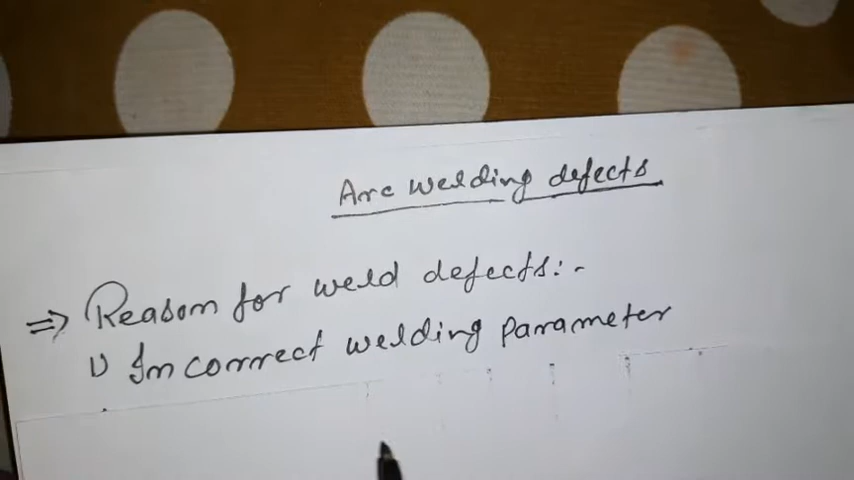 Arc welding defects
⇒ Reason for weld defects:-
1) Incorrect welding parameter